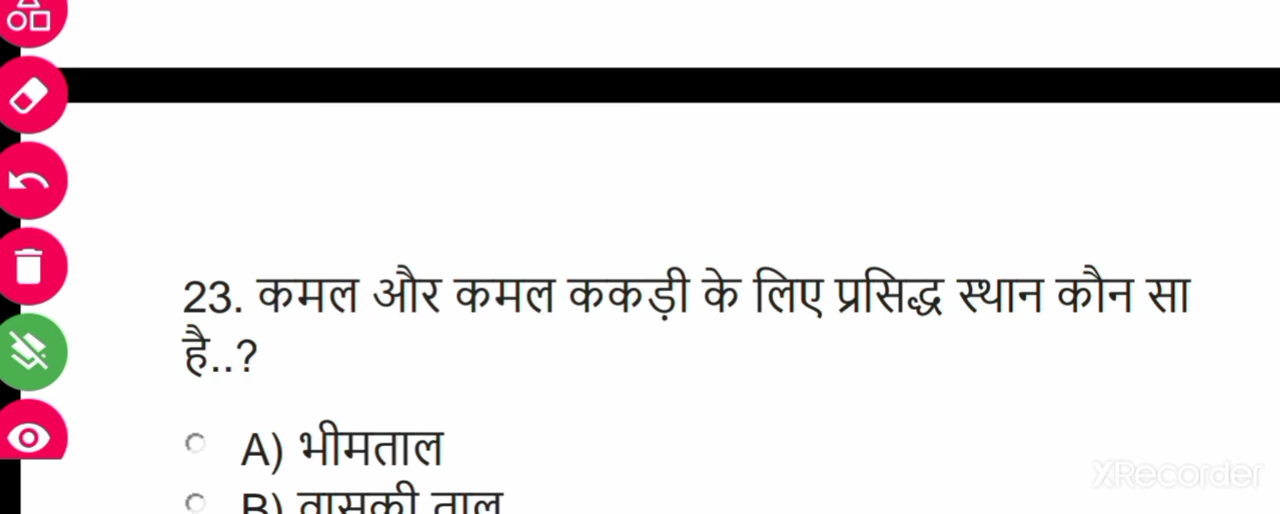 23. कमल और कमल ककड़ी के लिए प्रसिद्ध स्थान कौन सा
है..?
A) भीमताल
B) वासुकी ताल
XRecorder